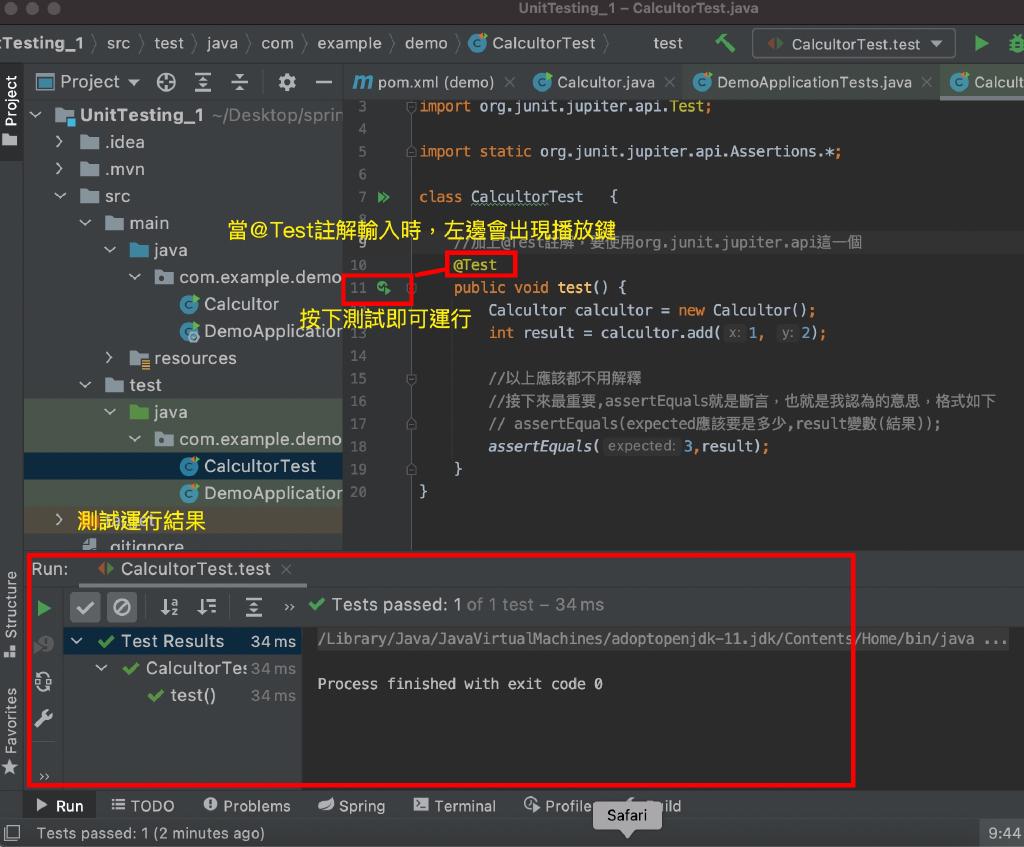 UnitTesting_1 – CalcultorTest.java
Testing_1 〉 src 〉 test 〉 java 〉 com 〉 example 〉 demo 〉 CalcultorTest 〉 test CalcultorTest.test
Project
Project
pom.xml (demo)
Calcultor.java
DemoApplicationTests.java
Calcult
UnitTesting_1 ~/Desktop/sprin
.idea
.mvn
src
main
java
com.example.demo
Calcultor
DemoApplication
resources
test
java
com.example.demo
CalcultorTest
DemoApplication
.gitignore
3 import org.junit.jupiter.api.Test;
4
5 import static org.junit.jupiter.api.Assertions.*;
6
7 class CalcultorTest {
當@Test註解輸入時，左邊會出現播放鍵
9 //加上@Test註解，要使用org.junit.jupiter.api這一個
10 @Test
11 public void test() {
Calcultor calcultor = new Calcultor();
按下測試即可運行
13 int result = calcultor.add( x: 1, y: 2);
14
15 //以上應該都不用解釋
16 //接下來最重要,assertEquals就是斷言，也就是我認為的意思，格式如下
17 // assertEquals(expected應該要是多少,result變數(結果));
18 assertEquals( expected: 3,result);
19 }
20 }
測試運行結果
Run: CalcultorTest.test
Tests passed: 1 of 1 test – 34 ms
Test Results 34 ms
CalcultorTes 34 ms
test() 34 ms
/Library/Java/JavaVirtualMachines/adoptopenjdk-11.jdk/Contents/Home/bin/java ...
Process finished with exit code 0
Structure
Favorites
Run
TODO
Problems
Spring
Terminal
Profile
ild
Safari
Tests passed: 1 (2 minutes ago)
9:44